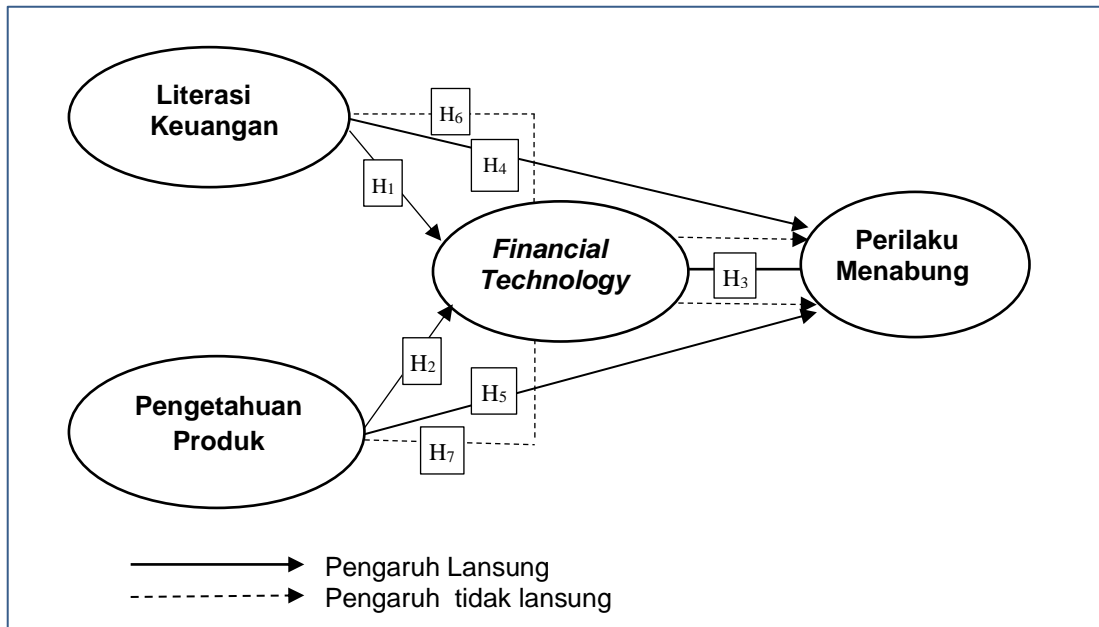 Literasi
Keuangan
H6
H4
H1
Financial
Technology
H3
Perilaku
Menabung
H2
Pengetahuan
Produk
H5
H7
Pengaruh Lansung
Pengaruh tidak lansung